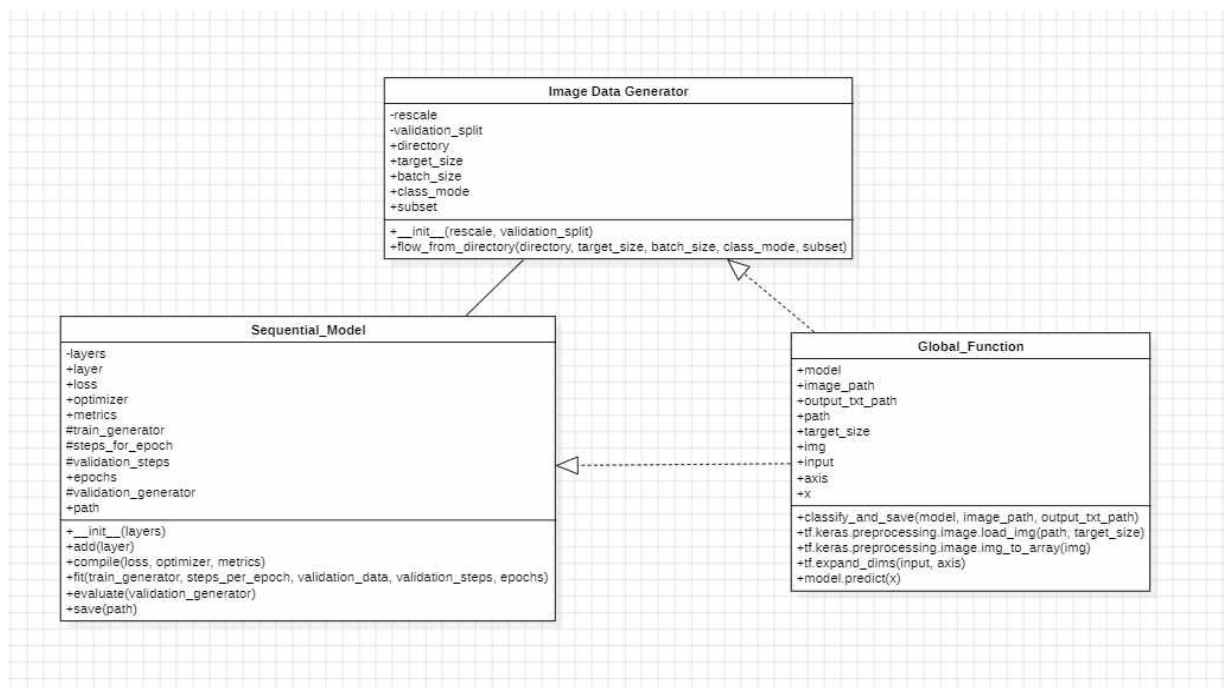 Image Data Generator
-rescale
-validation_split
+directory
+target_size
+batch_size
+class_mode
+subset
+__init__(rescale, validation_split)
+flow_from_directory(directory, target_size, batch_size, class_mode, subset)
Sequential_Model
-layers
+layer
+loss
+optimizer
+metrics
#train_generator
#steps_for_epoch
#validation_steps
+epochs
#validation_generator
+path
+__init__(layers)
+add(layer)
+compile(loss, optimizer, metrics)
+fit(train_generator, steps_per_epoch, validation_data, validation_steps, epochs)
+evaluate(validation_generator)
+save(path)
Global_Function
+model
+image_path
+output_txt_path
+path
+target_size
+img
+input
+axis
+x
+classify_and_save(model, image_path, output_txt_path)
+tf.keras.preprocessing.image.load_img(path, target_size)
+tf.keras.preprocessing.image.img_to_array(img)
+tf.expand_dims(input, axis)
+model.predict(x)